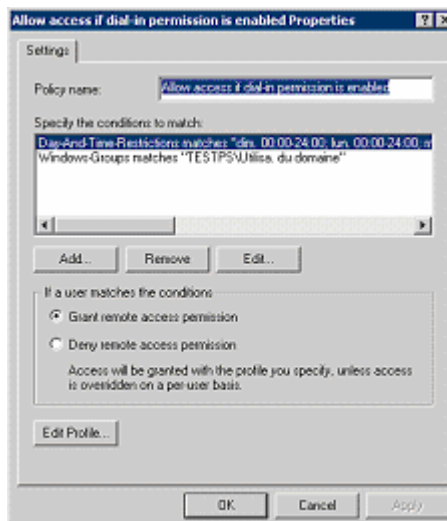 Allow access if dial-in permission is enabled Properties
Settings
Policy name:
Allow access if dial-in permission is enabled
Specify the conditions to match:
Day-And-Time-Restrictions matches "dim. 00:00-24:00; lun. 00:00-24:00; m
Windows-Groups matches "TESTPS\Utilisa. du domaine"
Add...
Remove
Edit...
If a user matches the conditions
Grant remote access permission
Deny remote access permission
Access will be granted with the profile you specify, unless access
is overridden on a per-user basis.
Edit Profile...
OK
Cancel
Apply